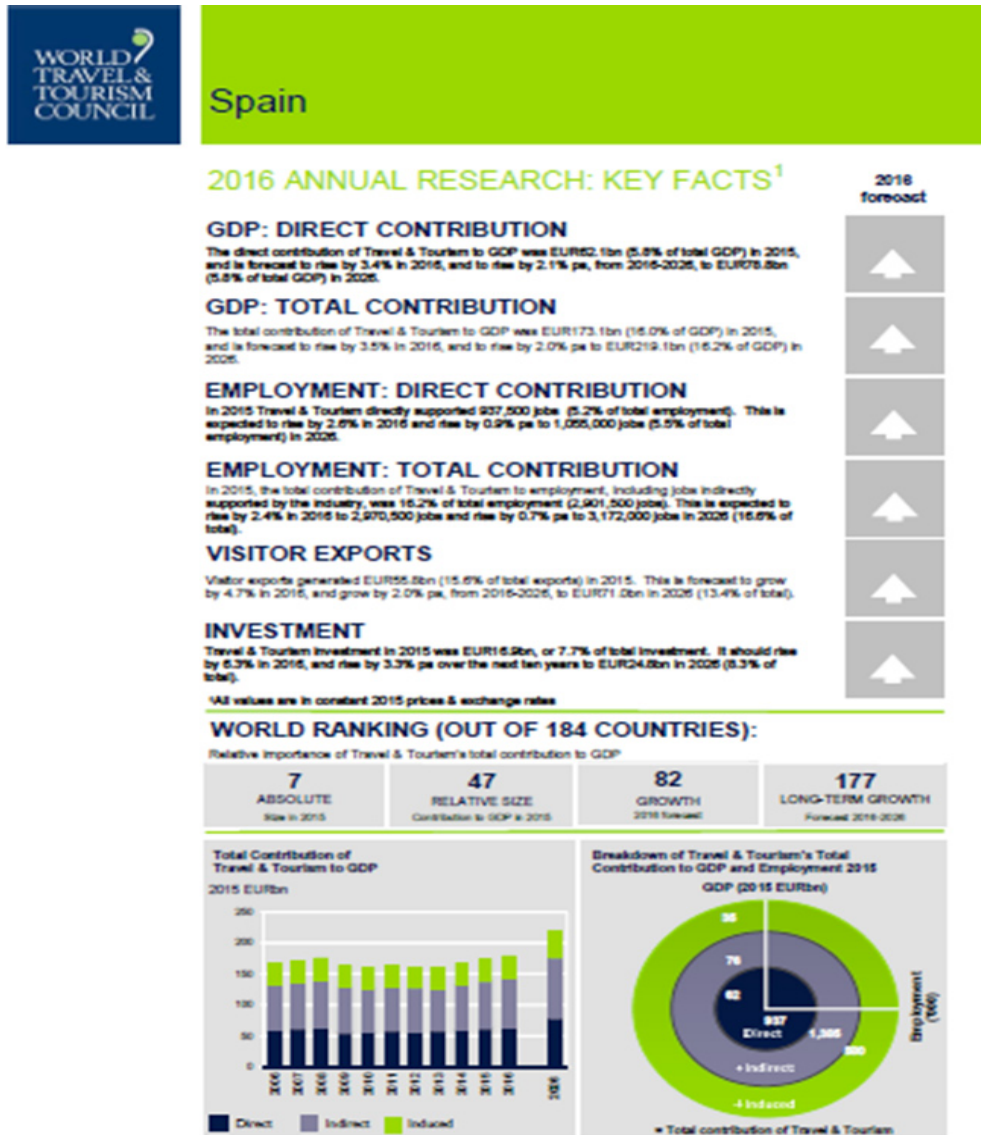 WORLD
TRAVEL &
TOURISM
COUNCIL
Spain
2016 ANNUAL RESEARCH: KEY FACTS¹
2016
forecast
GDP: DIRECT CONTRIBUTION
The direct contribution of Travel & Tourism to GDP was EUR62.1bn (5.8% of total GDP) in 2015,
and is forecast to rise by 3.4% in 2016, and to rise by 2.1% pa, from 2016-2026, to EUR78.8bn
(5.8% of total GDP) in 2026.
GDP: TOTAL CONTRIBUTION
The total contribution of Travel & Tourism to GDP was EUR173.1bn (16.0% of GDP) in 2015,
and is forecast to rise by 3.5% in 2016, and to rise by 2.0% pa to EUR219.1bn (16.2% of GDP) in
2026.
EMPLOYMENT: DIRECT CONTRIBUTION
In 2015 Travel & Tourism directly supported 937,500 jobs (5.2% of total employment). This is
expected to rise by 2.6% in 2016 and rise by 0.9% pa to 1,055,000 jobs (5.5% of total
employment) in 2026.
EMPLOYMENT: TOTAL CONTRIBUTION
In 2015, the total contribution of Travel & Tourism to employment, including jobs indirectly
supported by the industry, was 16.2% of total employment (2,901,500 jobs). This is expected to
rise by 2.4% in 2016 to 2,970,500 jobs and rise by 0.7% pa to 3,172,000 jobs in 2026 (16.6% of
total).
VISITOR EXPORTS
Visitor exports generated EUR55.8bn (15.6% of total exports) in 2015. This is forecast to grow
by 4.7% in 2016, and grow by 2.0% pa, from 2016-2026, to EUR71.0bn in 2026 (13.4% of total).
INVESTMENT
Travel & Tourism investment in 2015 was EUR16.9bn, or 7.7% of total investment. It should rise
by 6.3% in 2016, and rise by 3.3% pa over the next ten years to EUR24.8bn in 2026 (8.3% of
total).
¹All values are in constant 2015 prices & exchange rates
WORLD RANKING (OUT OF 184 COUNTRIES):
Relative importance of Travel & Tourism's total contribution to GDP
7
ABSOLUTE
Size in 2015
47
RELATIVE SIZE
Contribution to GDP in 2015
82
GROWTH
2016 forecast
177
LONG-TERM GROWTH
Forecast 2016-2026
Total Contribution of
Travel & Tourism to GDP
2015 EURbn
250
200
150
100
50
0
2006
2007
2008
2009
2010
2011
2012
2013
2014
2015
2016
2026
Direct
Indirect
Induced
Breakdown of Travel & Tourism's Total
Contribution to GDP and Employment 2015
GDP (2015 EURbn)
35
76
62
937
Direct
+ Indirect
+ Induced
Employment
('000)
= Total contribution of Travel & Tourism